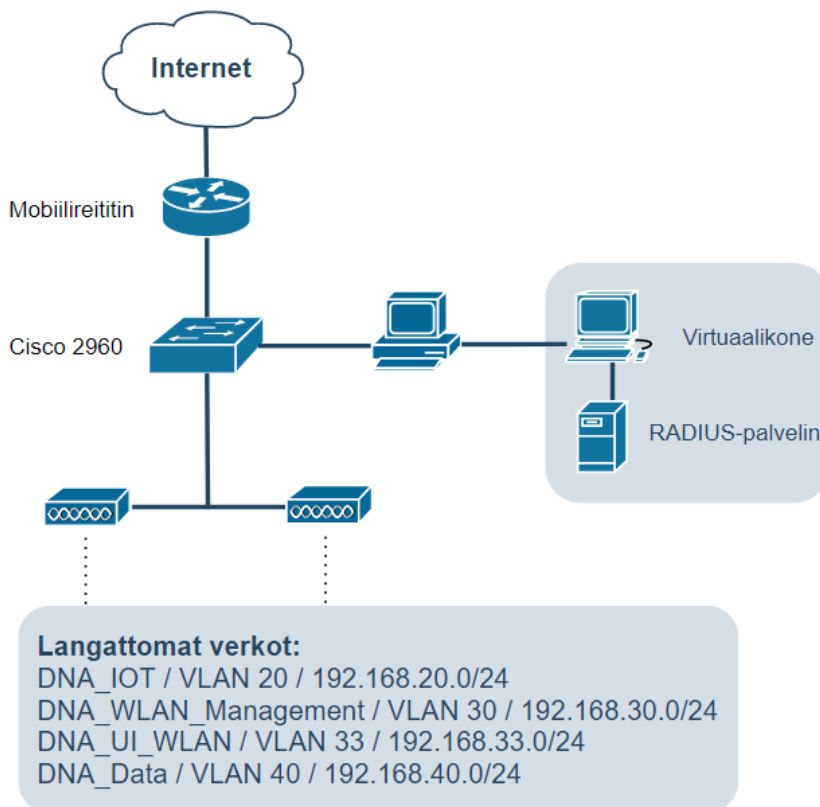 Internet
Mobiilireititin
Cisco 2960
Virtuaalikone
RADIUS-palvelin
Langattomat verkot:
DNA_IOT / VLAN 20 / 192.168.20.0/24
DNA_WLAN_Management / VLAN 30 / 192.168.30.0/24
DNA_UI_WLAN / VLAN 33 / 192.168.33.0/24
DNA_Data / VLAN 40 / 192.168.40.0/24